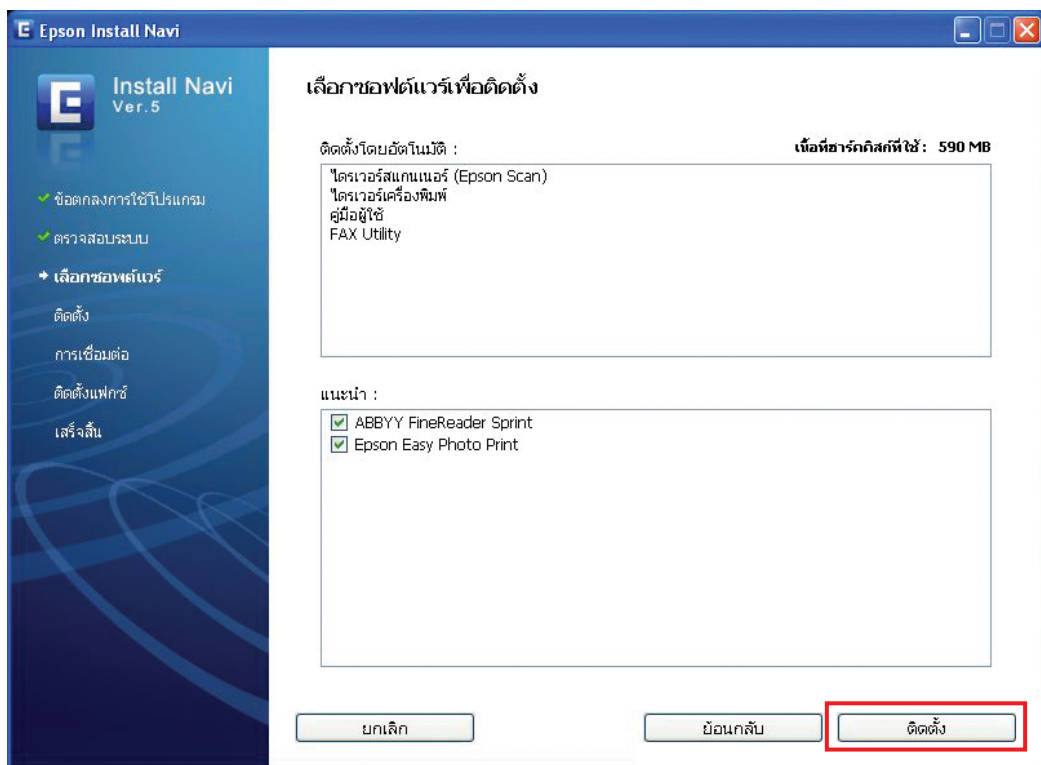 Epson Install Navi
Install Navi
Ver.5
ข้อตกลงการใช้โปรแกรม
ตรวจสอบระบบ
เลือกซอฟต์แวร์
ติดตั้ง
การเชื่อมต่อ
ติดตั้งแฟกซ์
เสร็จสิ้น
เลือกซอฟต์แวร์เพื่อติดตั้ง
ติดตั้งโดยอัตโนมัติ :
เนื้อที่ฮาร์ดดิสก์ที่ใช้ : 590 MB
ไดรเวอร์สแกนเนอร์ (Epson Scan)
ไดรเวอร์เครื่องพิมพ์
คู่มือผู้ใช้
FAX Utility
แนะนำ :
ABBYY FineReader Sprint
Epson Easy Photo Print
ยกเลิก
ย้อนกลับ
ติดตั้ง